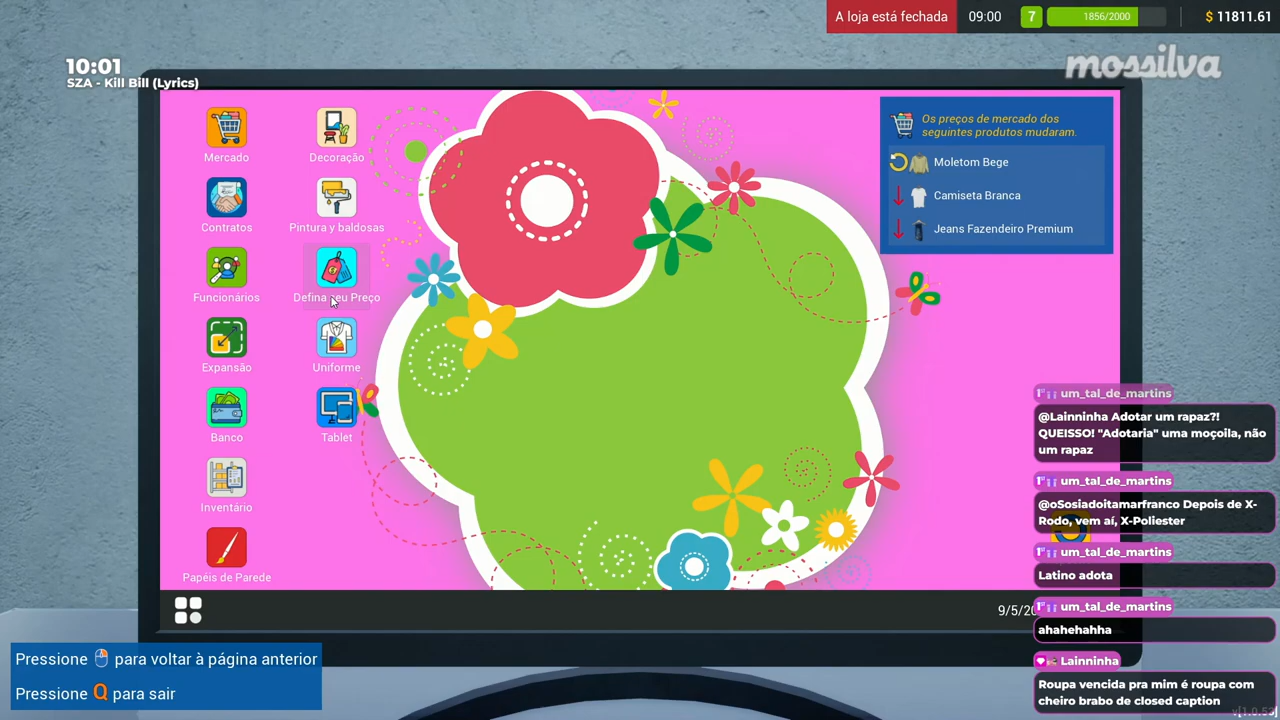 A loja está fechada
09:00
7
1856/2000
$ 11811.61
10:01
SZA - Kill Bill (Lyrics)
mossilva
Mercado
Decoração
Contratos
Pintura y baldosas
Funcionários
Defina seu Preço
Expansão
Uniforme
Banco
Tablet
Inventário
Papéis de Parede
Os preços de mercado dos
seguintes produtos mudaram.
Moletom Bege
Camiseta Branca
Jeans Fazendeiro Premium
um_tal_de_martins
@Lainninha Adotar um rapaz?!
QUEISSO! "Adotaria" uma moçoila, não
um rapaz
um_tal_de_martins
@oSosiadoitamarfranco Depois de X-
Rodo, vem aí, X-Poliester
um_tal_de_martins
Latino adota
um_tal_de_martins
ahahehahha
Lainninha
Roupa vencida pra mim é roupa com
cheiro brabo de closed caption
9/5/20
Pressione para voltar à página anterior
Pressione Q para sair